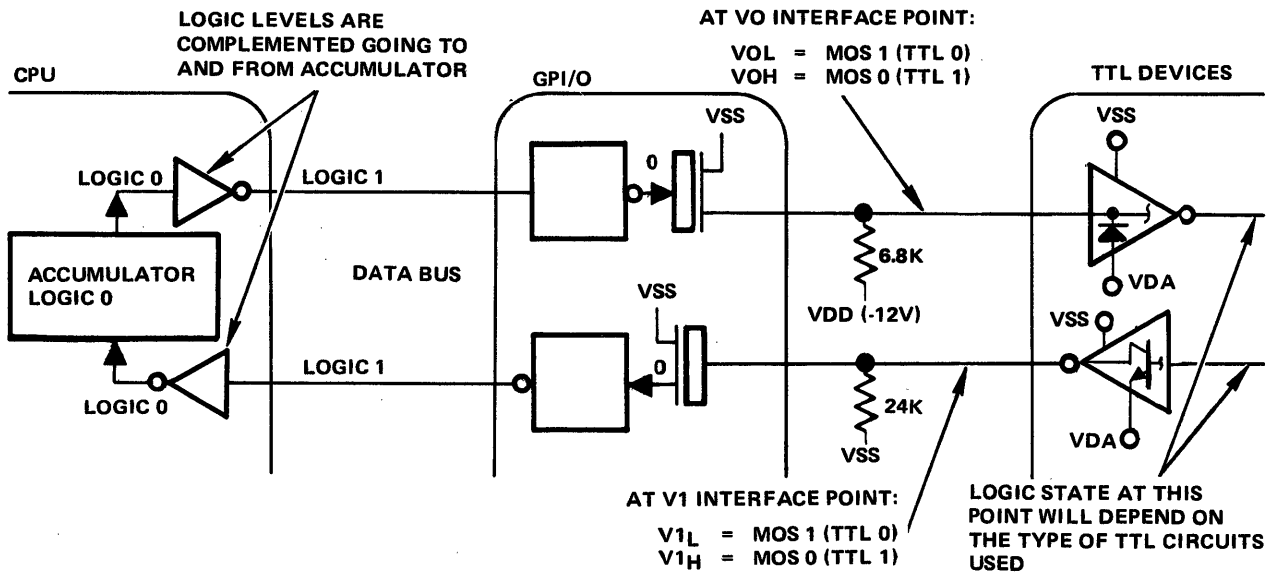 LOGIC LEVELS ARE
COMPLEMENTED GOING TO
AND FROM ACCUMULATOR
AT VO INTERFACE POINT:
VOL = MOS 1 (TTL 0)
VOH = MOS 0 (TTL 1)
CPU
GPI/O
TTL DEVICES
VSS
VSS
LOGIC 0
LOGIC 1
0
ACCUMULATOR
LOGIC 0
DATA BUS
6.8K
VDD (-12V)
VDA
VSS
VSS
LOGIC 1
0
LOGIC 0
24K
VSS
VDA
AT V1 INTERFACE POINT:
V1L = MOS 1 (TTL 0)
V1H = MOS 0 (TTL 1)
LOGIC STATE AT THIS
POINT WILL DEPEND ON
THE TYPE OF TTL CIRCUITS
USED